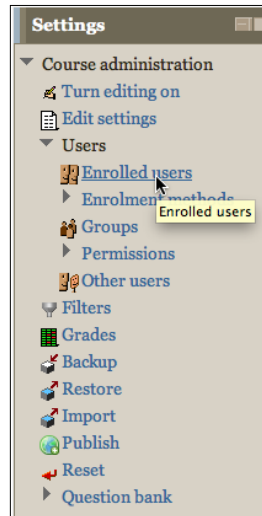 Settings
Course administration
Turn editing on
Edit settings
Users
Enrolled users
Enrolment methods
Enrolled users
Groups
Permissions
Other users
Filters
Grades
Backup
Restore
Import
Publish
Reset
Question bank